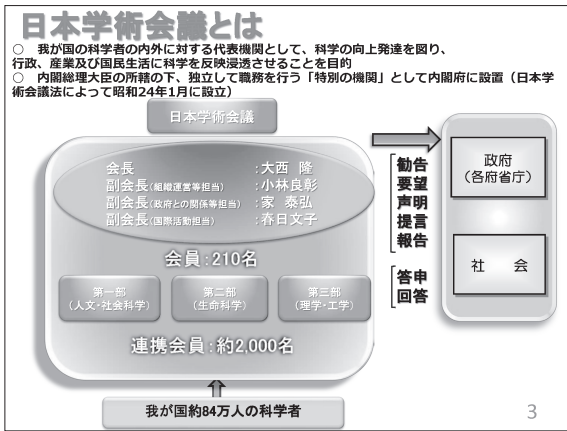 日本学術会議とは
○　我が国の科学者の内外に対する代表機関として、科学の向上発達を図り、
行政、産業及び国民生活に科学を反映浸透させることを目的
○　内閣総理大臣の所轄の下、独立して職務を行う「特別の機関」として内閣府に設置（日本学
術会議法によって昭和24年1月に設立）
日本学術会議
会長　:大西 隆
副会長(組織運営等担当)　:小林良彰
副会長(政府との関係等担当)　:家 泰弘
副会長(国際活動担当)　:春日文子
会員:210名
第一部
(人文・社会科学)
第二部
(生命科学)
第三部
(理学・工学)
連携会員:約2,000名
我が国約84万人の科学者
勧告
要望
声明
提言
報告
答申
回答
政府
(各府省庁)
社　会
3